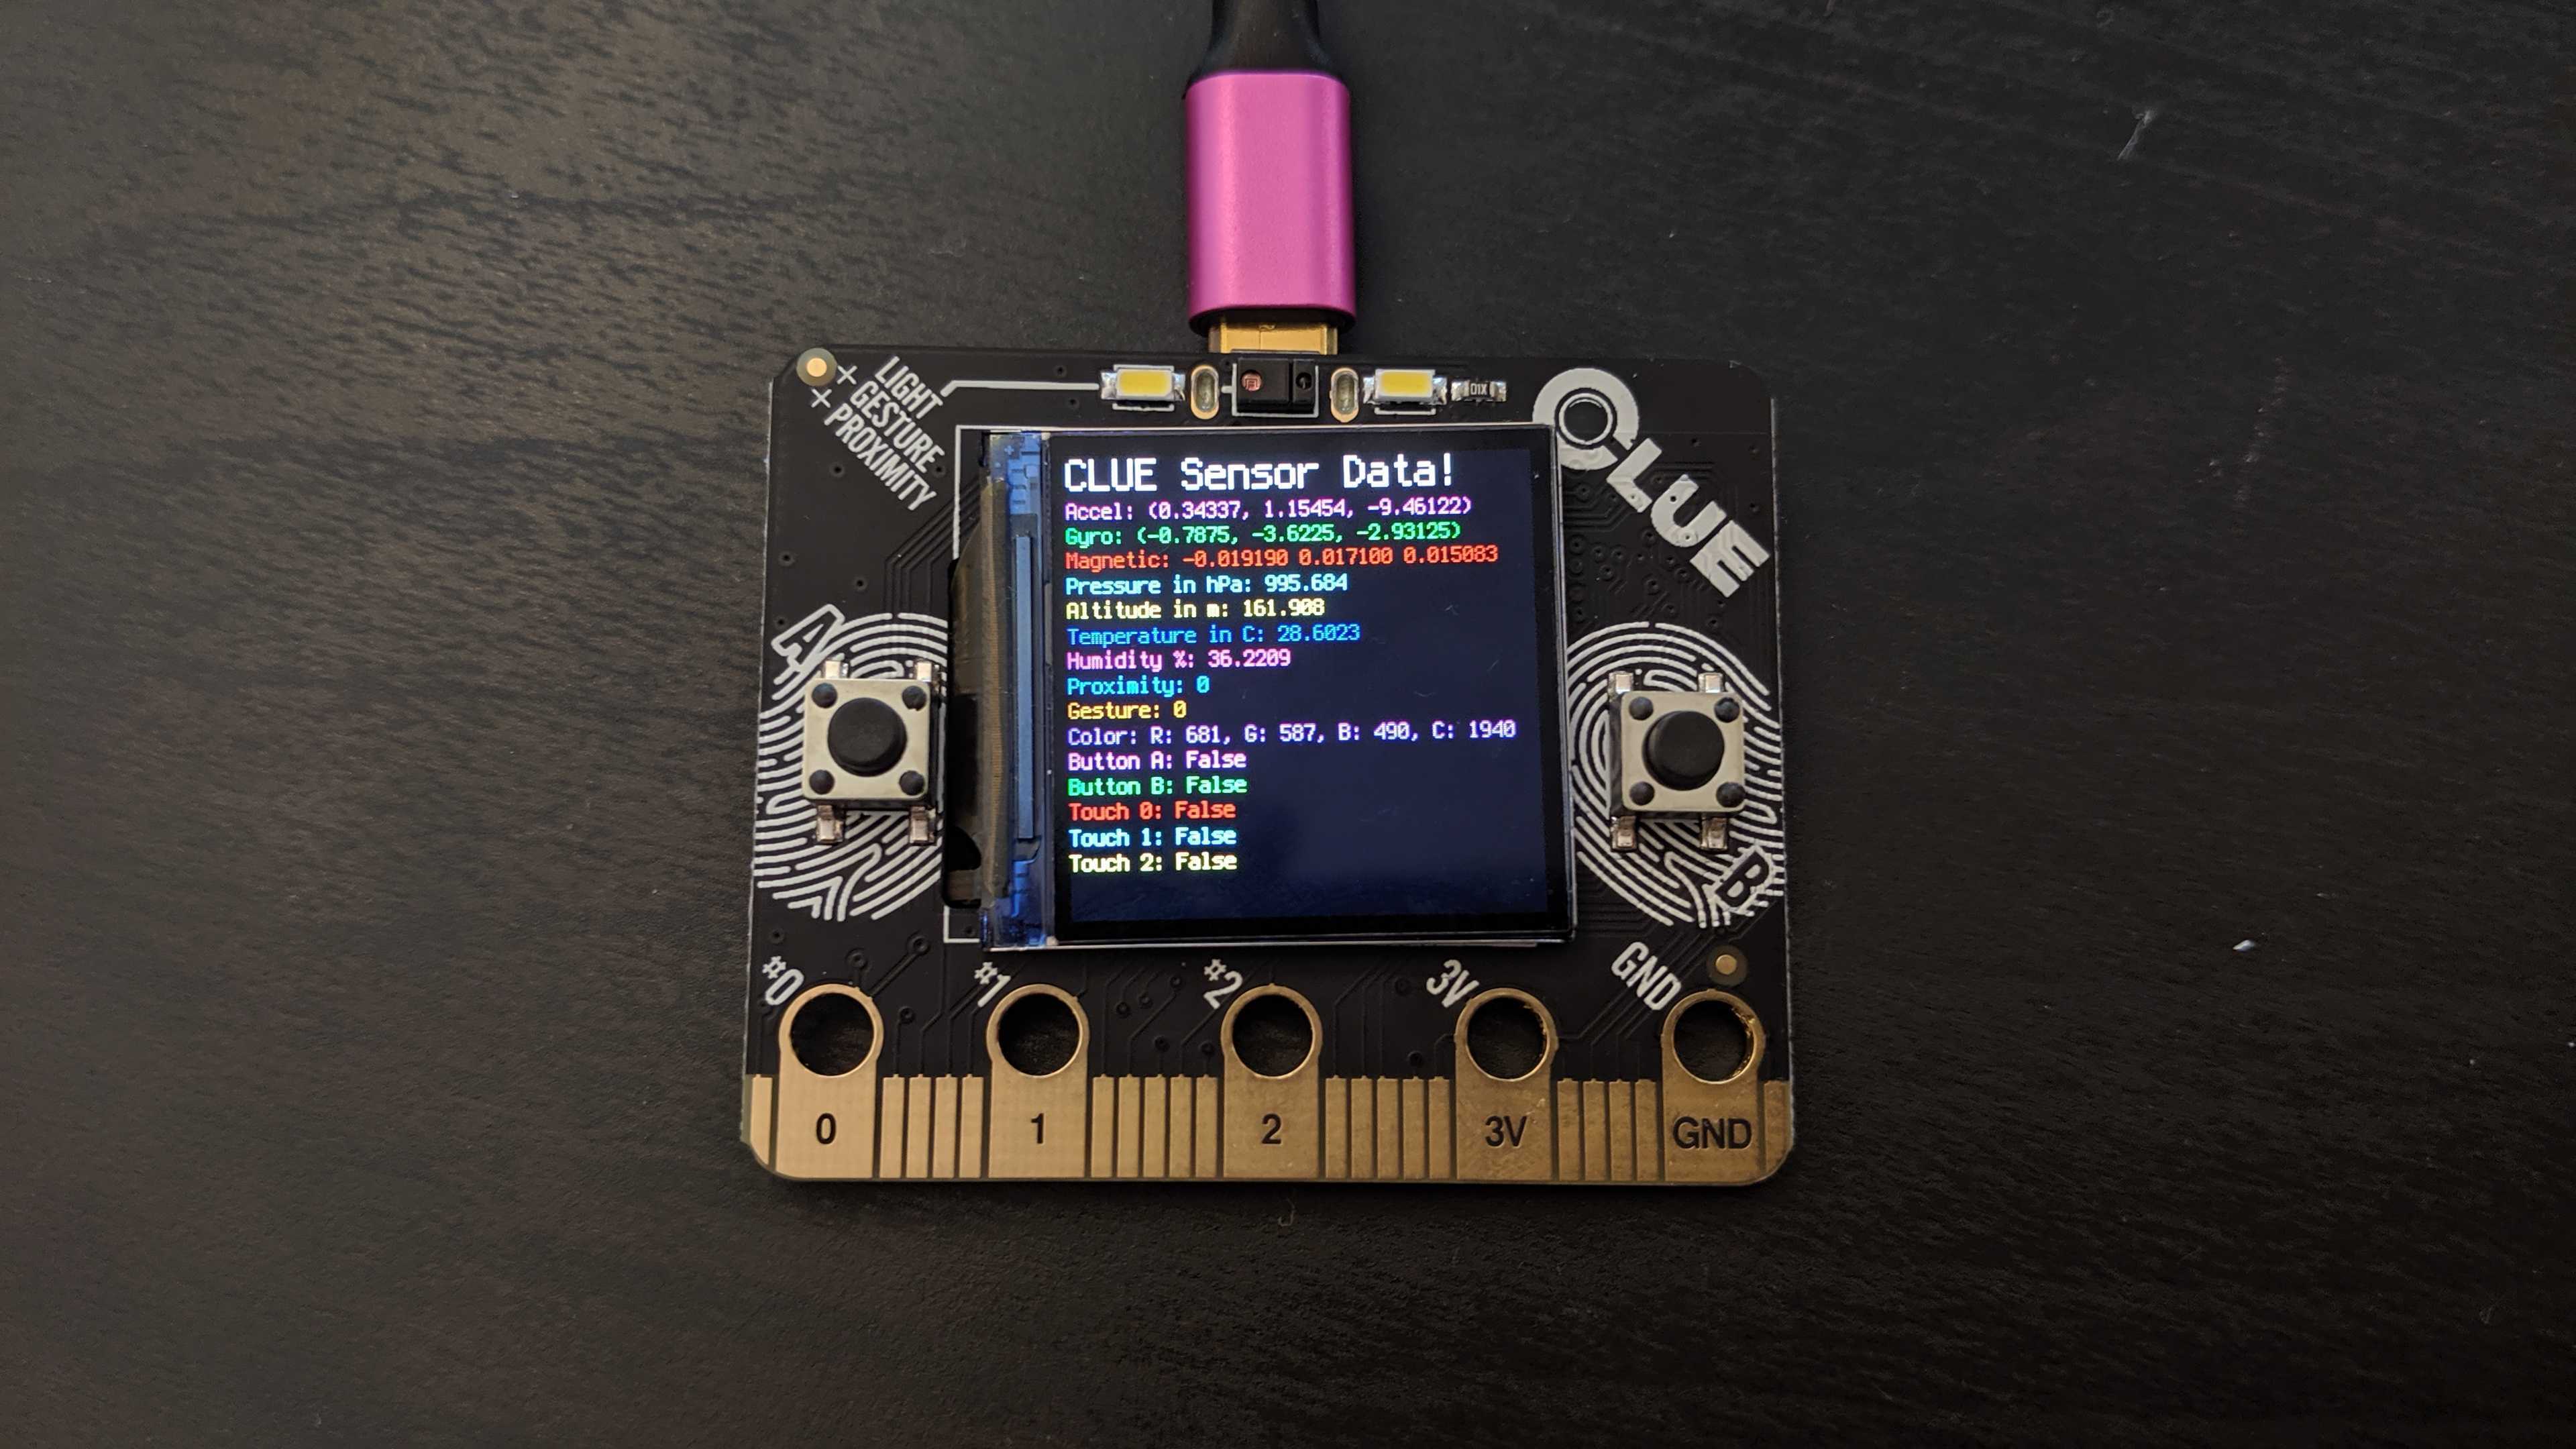 LIGHT
+ GESTURE
+ PROXIMITY
01X
CLUE
CLUE Sensor Data!
Accel: (0.34337, 1.15454, -9.46122)
Gyro: (-0.7875, -3.6225, -2.93125)
Magnetic: -0.019190 0.017100 0.015083
Pressure in hPa: 995.684
Altitude in m: 161.908
Temperature in C: 28.6023
Humidity %: 36.2209
Proximity: 0
Gesture: 0
Color: R: 681, G: 587, B: 490, C: 1940
Button A: False
Button B: False
Touch 0: False
Touch 1: False
Touch 2: False
A
B
#0 #1 #2 3V GND
0 1 2 3V GND